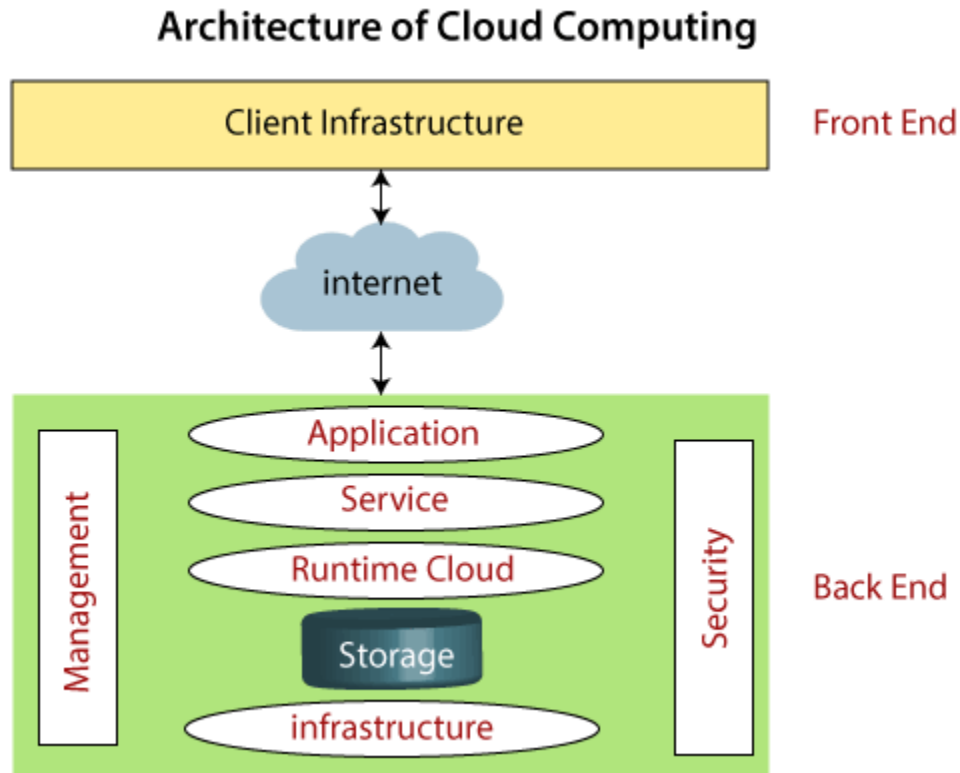 Architecture of Cloud Computing
Client Infrastructure
Front End
internet
Application
Service
Runtime Cloud
Storage
infrastructure
Management
Security
Back End